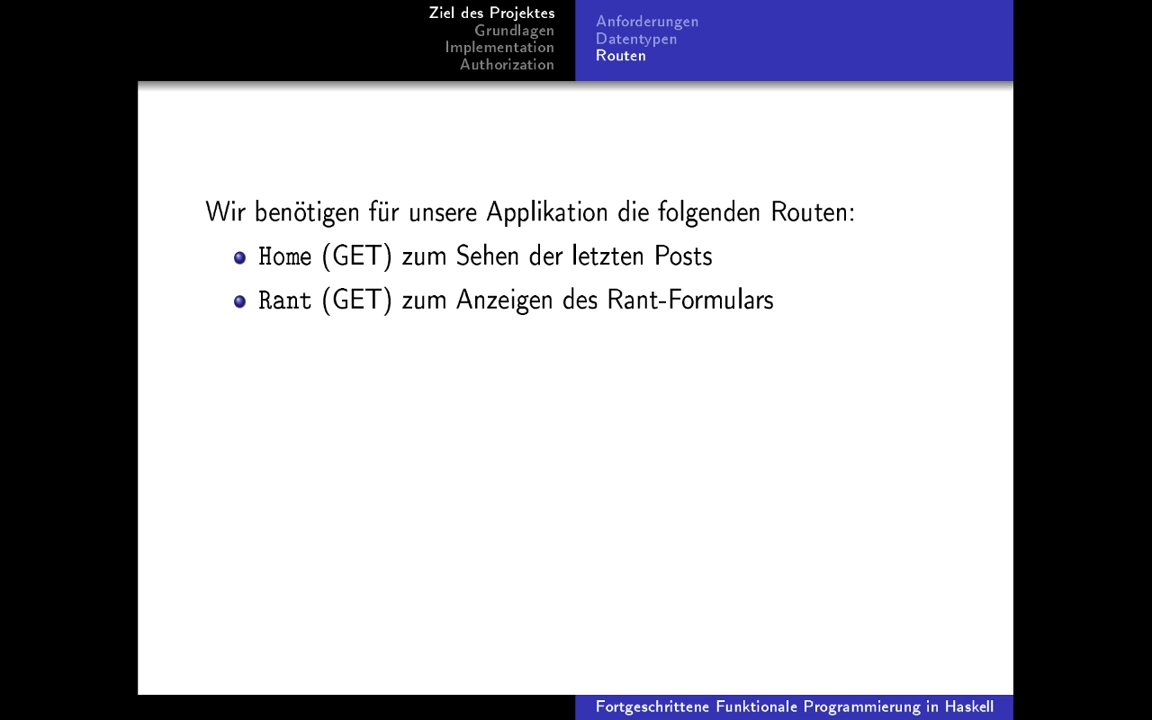 Ziel des Projektes
Grundlagen
Implementation
Authorization
Anforderungen
Datentypen
Routen
Wir benötigen für unsere Applikation die folgenden Routen:
Home (GET) zum Sehen der letzten Posts
Rant (GET) zum Anzeigen des Rant-Formulars
Fortgeschrittene Funktionale Programmierung in Haskell